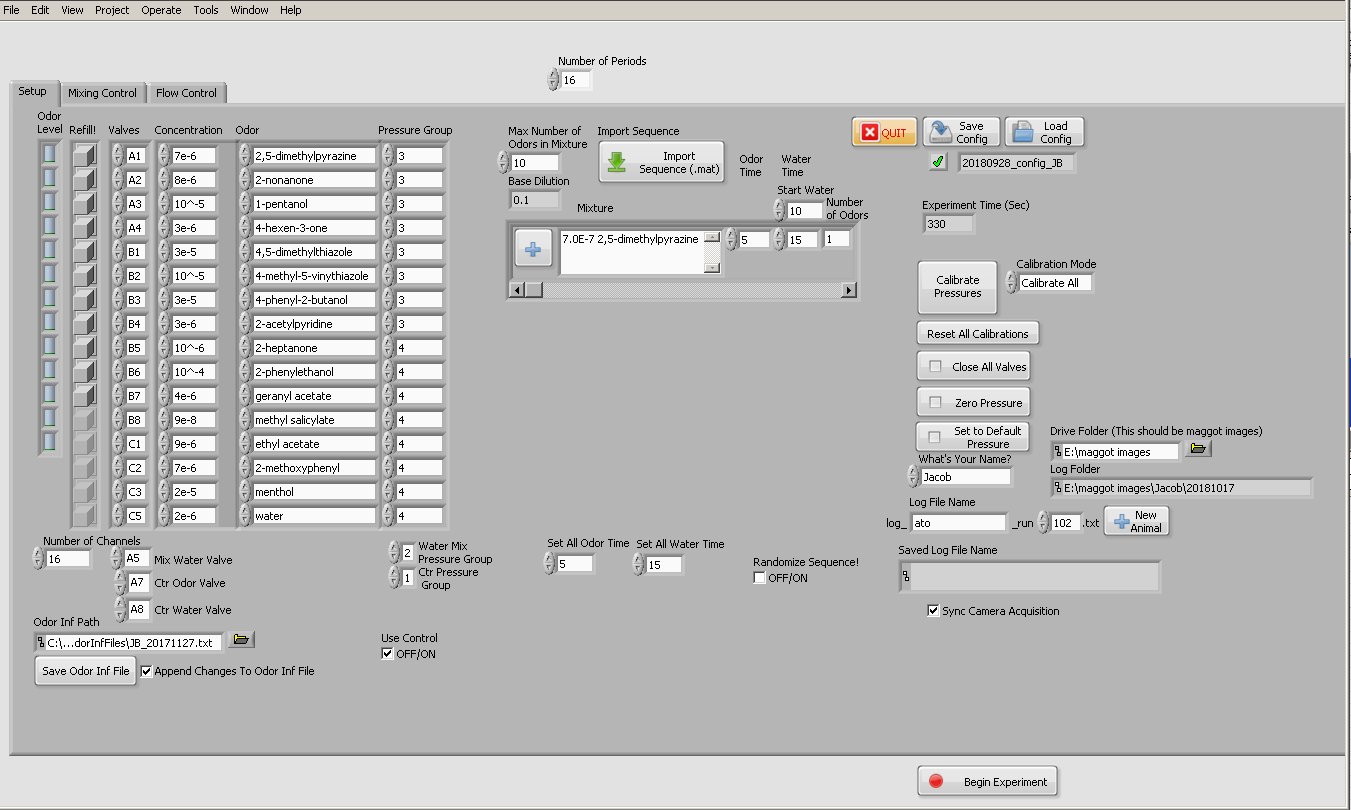 File Edit View Project Operate Tools Window Help
Number of Periods
16
Setup Mixing Control Flow Control
Odor Level Refill! Valves Concentration Odor Pressure Group
A1 7e-6 2,5-dimethylpyrazine 3
A2 8e-6 2-nonanone 3
A3 10^-5 1-pentanol 3
A4 3e-6 4-hexen-3-one 3
B1 3e-5 4,5-dimethylthiazole 3
B2 10^-5 4-methyl-5-vinythiazole 3
B3 3e-5 4-phenyl-2-butanol 3
B4 3e-6 2-acetylpyridine 3
B5 10^-6 2-heptanone 4
B6 10^-4 2-phenylethanol 4
B7 4e-6 geranyl acetate 4
B8 9e-8 methyl salicylate 4
C1 9e-6 ethyl acetate 4
C2 7e-6 2-methoxyphenyl 4
C3 2e-5 menthol 4
C5 2e-6 water 4
Number of Channels
16
A5 Mix Water Valve
A7 Ctr Odor Valve
A8 Ctr Water Valve
2 Water Mix
Pressure Group
1 Ctr Pressure
Group
Odor Inf Path
C:\...dorInfFiles\JB_20171127.txt
Save Odor Inf File
Append Changes To Odor Inf File
Use Control
OFF/ON
Max Number of
Odors in Mixture
10
Base Dilution
0.1
Import Sequence
Import
Sequence (.mat)
Odor
Time
Water
Time
Start Water
10
Number
of Odors
Mixture
7.0E-7 2,5-dimethylpyrazine 5 15 1
Set All Odor Time
5
Set All Water Time
15
Randomize Sequence!
OFF/ON
QUIT
Save
Config
Load
Config
20180928_config_JB
Experiment Time (Sec)
330
Calibrate
Pressures
Calibration Mode
Calibrate All
Reset All Calibrations
Close All Valves
Zero Pressure
Set to Default
Pressure
What's Your Name?
Jacob
Drive Folder (This should be maggot images)
E:\maggot images
Log Folder
E:\maggot images\Jacob\20181017
Log File Name
log_ ato _run 102 .txt
New
Animal
Saved Log File Name
Sync Camera Acquisition
Begin Experiment